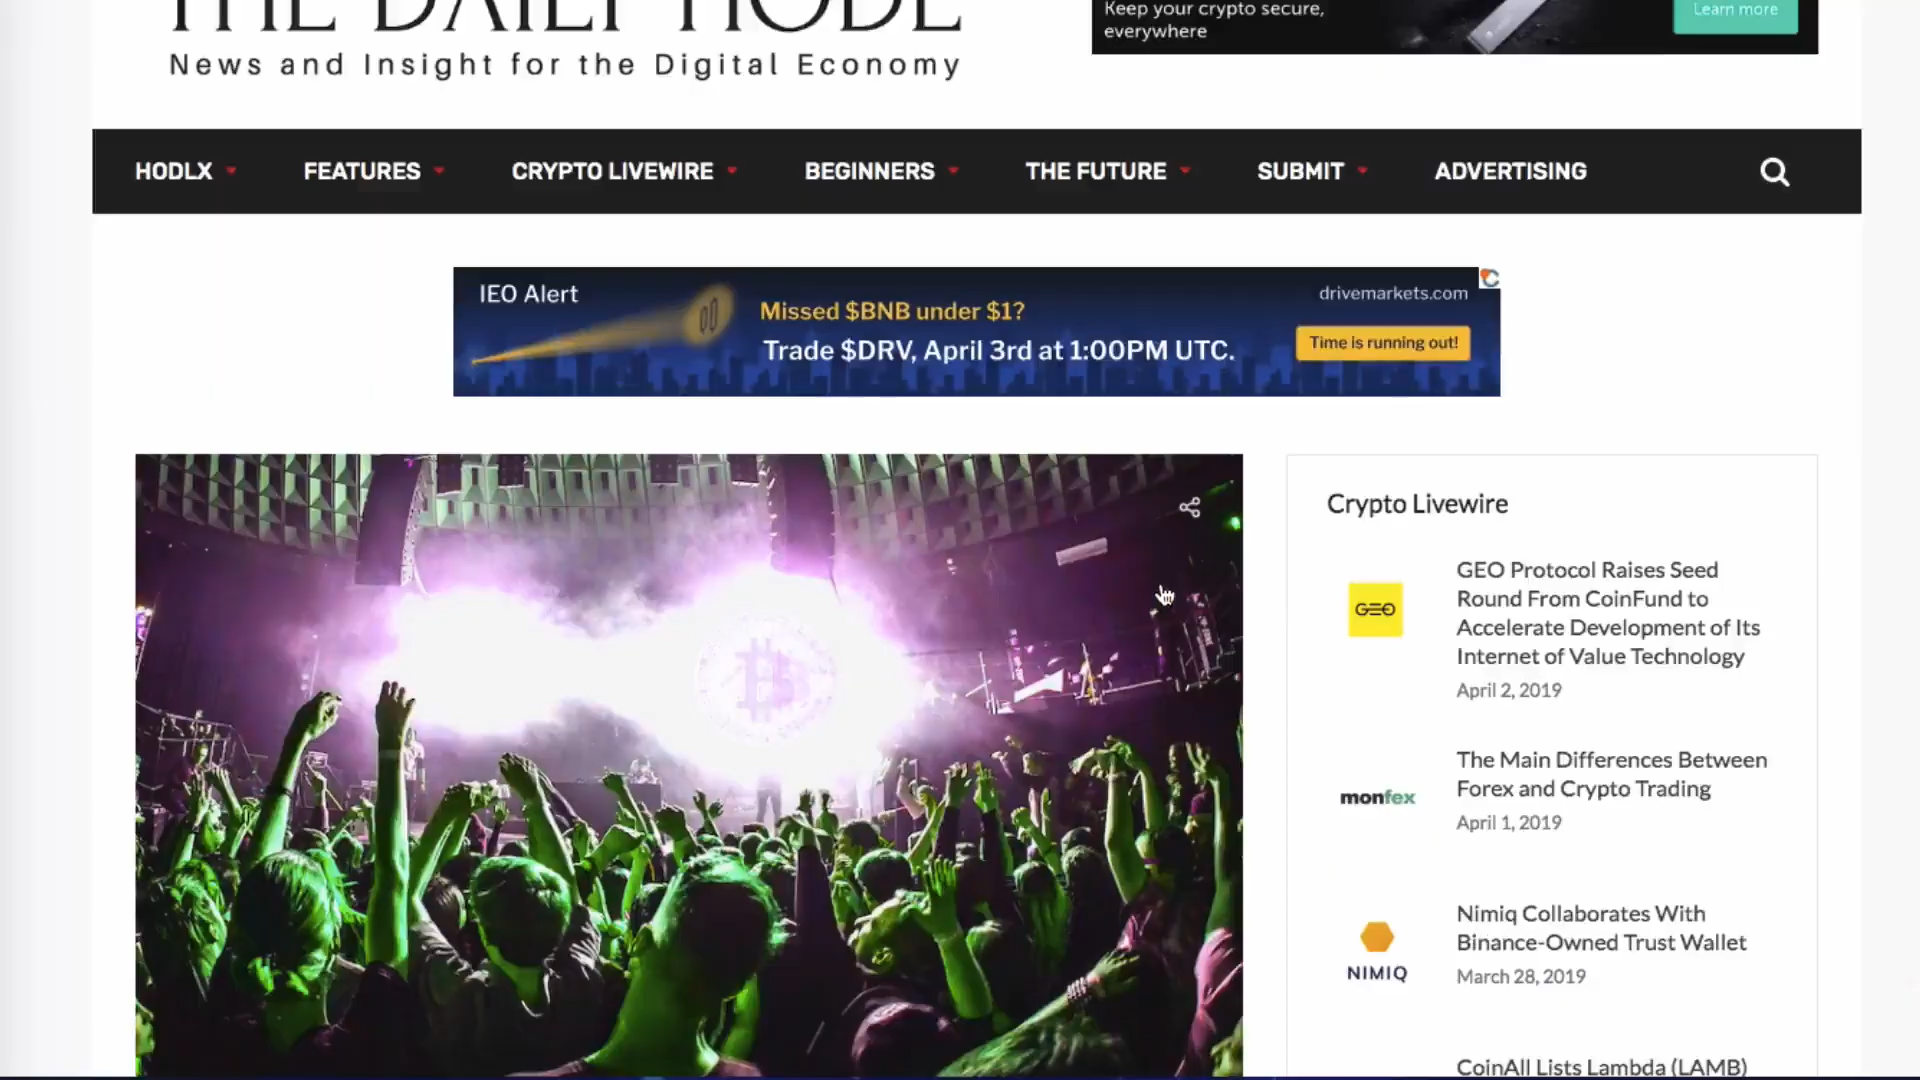 THE DAILY HODL
Keep your crypto secure,
everywhere
Learn more
News and Insight for the Digital Economy
HODLX
FEATURES
CRYPTO LIVEWIRE
BEGINNERS
THE FUTURE
SUBMIT
ADVERTISING
IEO Alert
Missed $BNB under $1?
Trade $DRV, April 3rd at 1:00PM UTC.
drivemarkets.com
Time is running out!
Crypto Livewire
GEO
GEO Protocol Raises Seed
Round From CoinFund to
Accelerate Development of Its
Internet of Value Technology
April 2, 2019
monfex
The Main Differences Between
Forex and Crypto Trading
April 1, 2019
NIMIQ
Nimiq Collaborates With
Binance-Owned Trust Wallet
March 28, 2019
CoinAll Lists Lambda (LAMB)